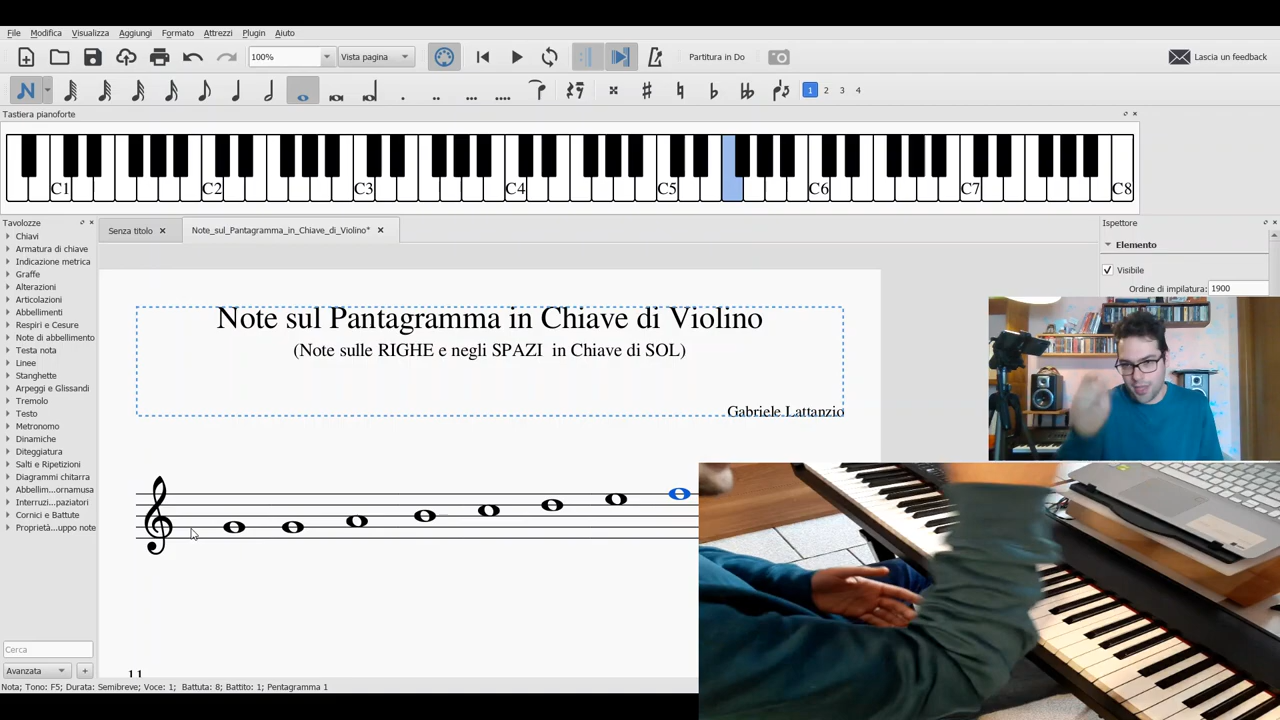 File Modifica Visualizza Aggiungi Formato Attrezzi Plugin Aiuto
100% Vista pagina Partitura in Do Lascia un feedback
1 2 3 4
Tastiera pianoforte
C1 C2 C3 C4 C5 C6 C7 C8
Tavolozze
Chiavi
Armatura di chiave
Indicazione metrica
Graffe
Alterazioni
Articolazioni
Abbellimenti
Respiri e Cesure
Note di abbellimento
Testa nota
Linee
Stanghette
Arpeggi e Glissandi
Tremolo
Testo
Metronomo
Dinamiche
Diteggiatura
Salti e Ripetizioni
Diagrammi chitarra
Abbellim...ornamusa
Interruzi...paziatori
Cornici e Battute
Proprietà...uppo note
Cerca
Avanzata +
Senza titolo Note_sul_Pantagramma_in_Chiave_di_Violino*
Note sul Pantagramma in Chiave di Violino
(Note sulle RIGHE e negli SPAZI in Chiave di SOL)
Gabriele Lattanzio
11
Ispettore
Elemento
Visibile
Ordine di impilatura: 1900
Nota; Tono: F5; Durata: Semibreve; Voce: 1; Battuta: 8; Battito: 1; Pentagramma 1